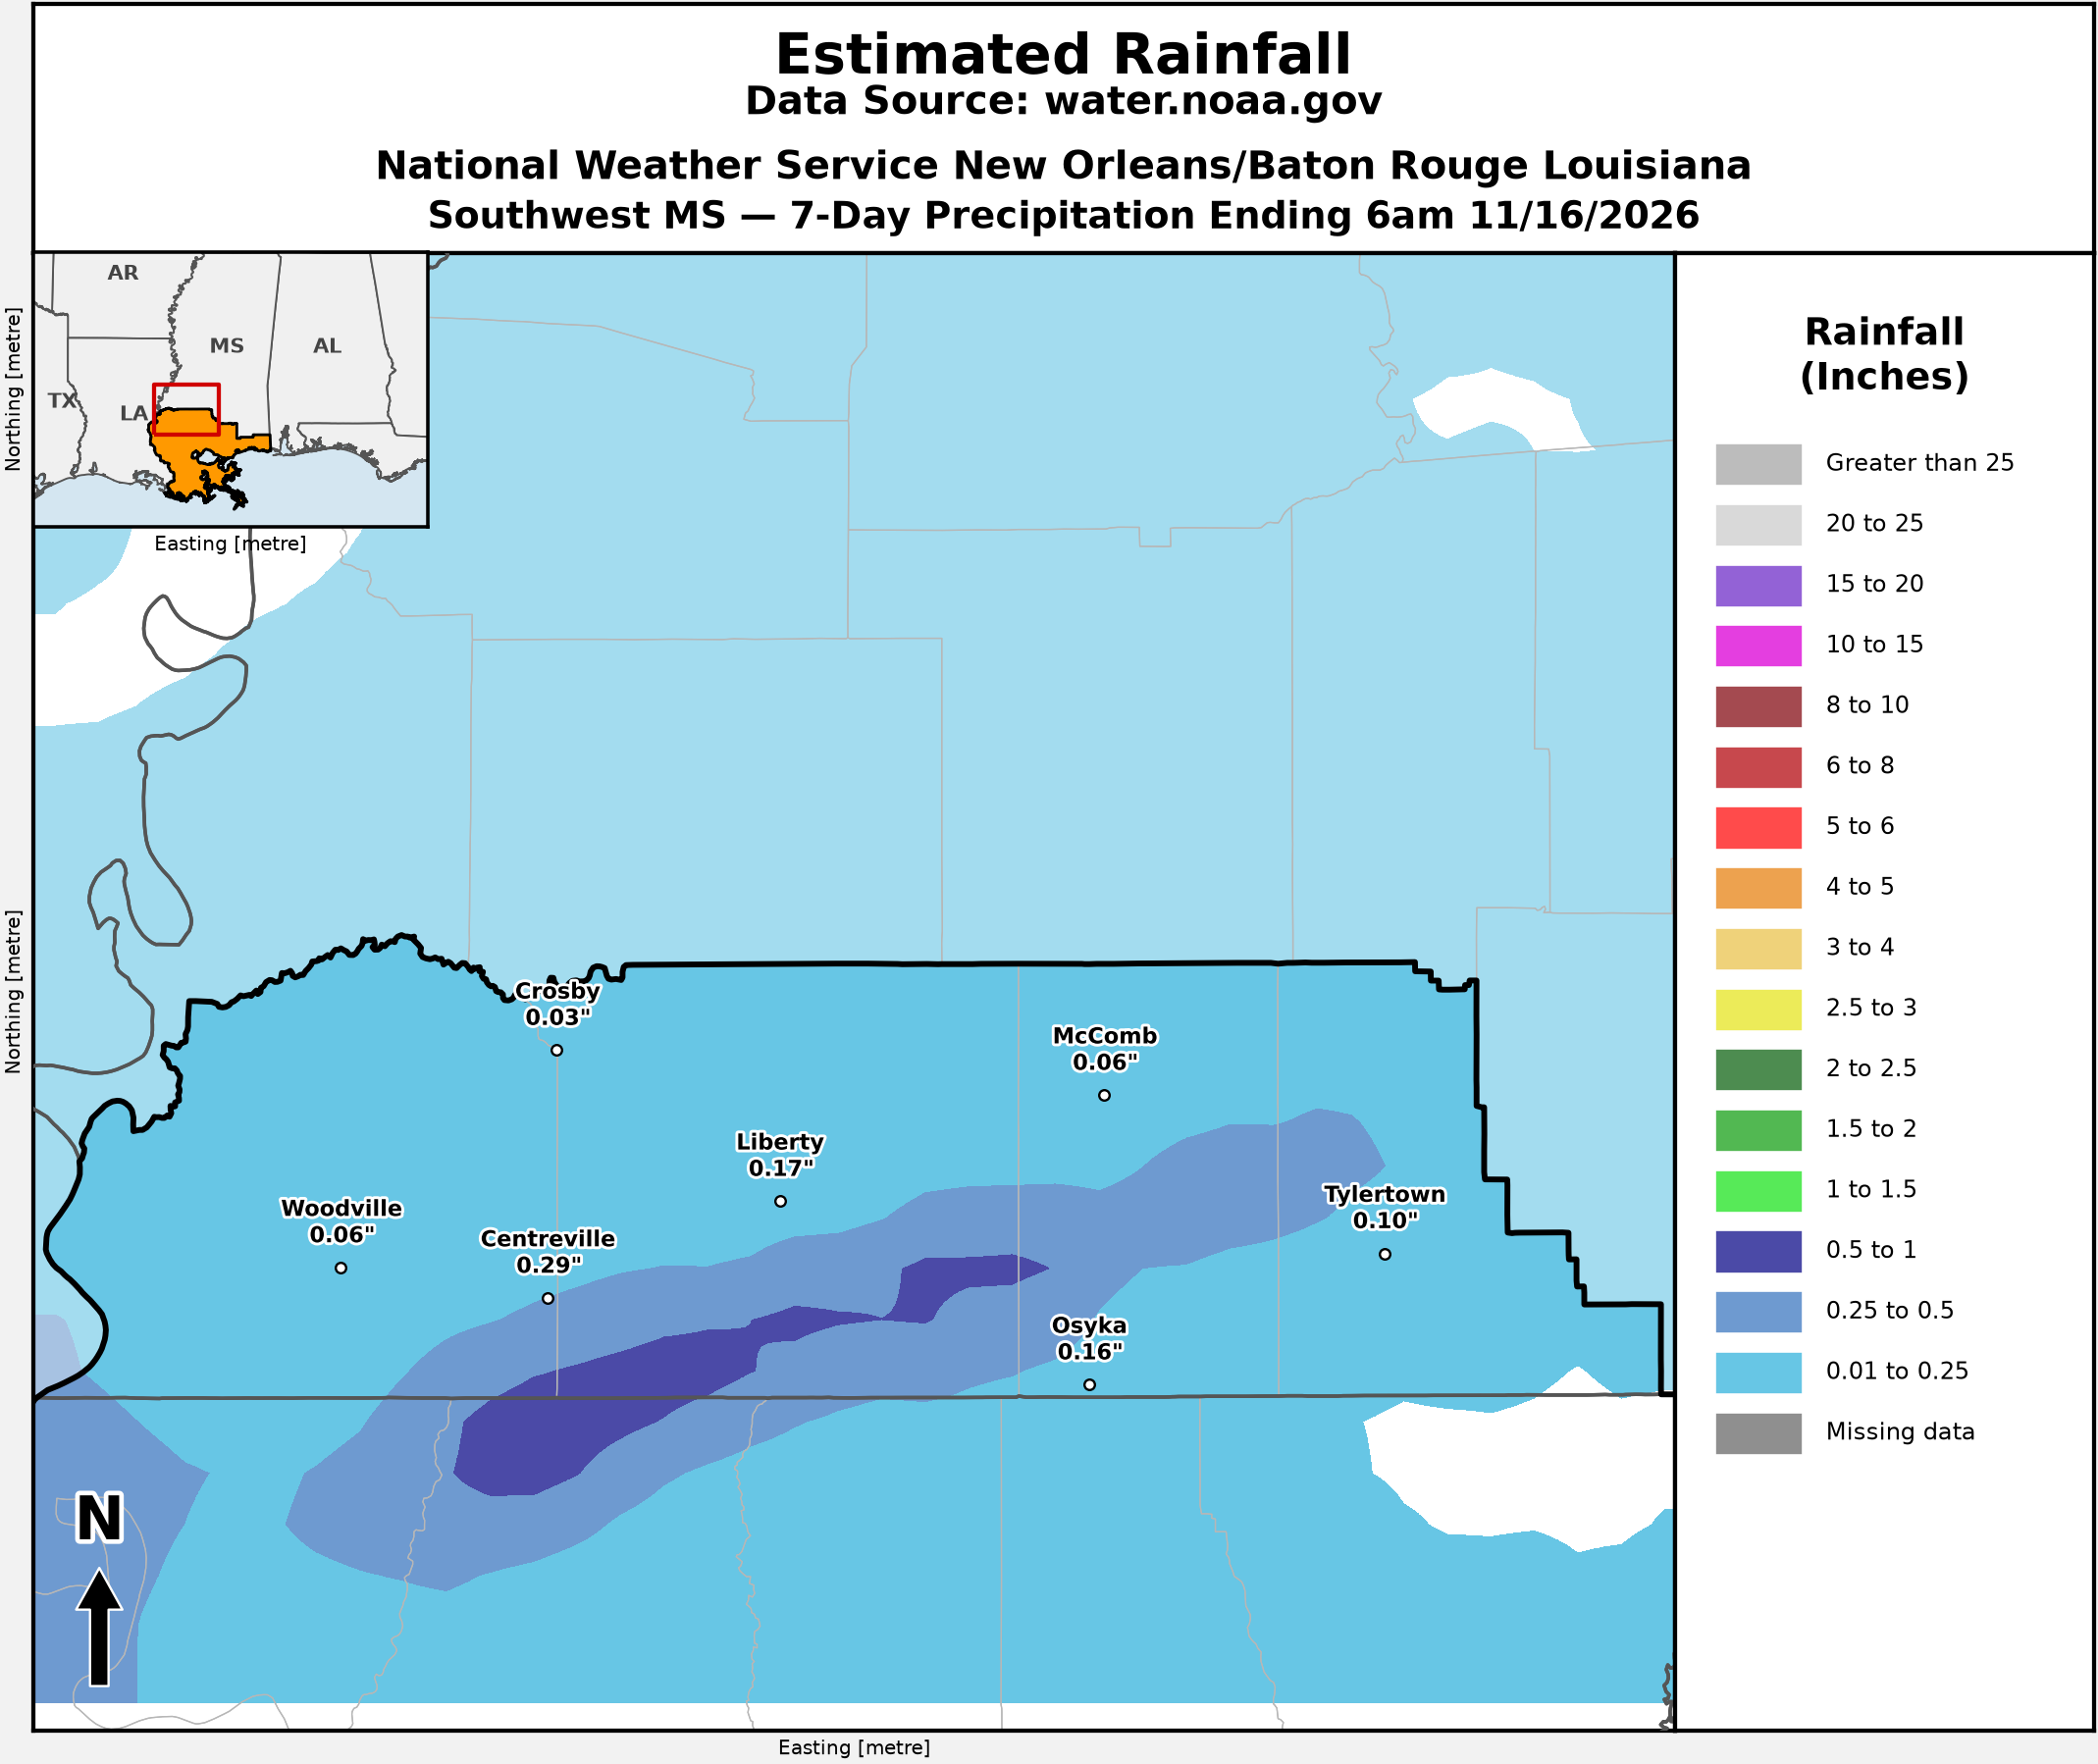 Estimated Rainfall
Data Source: water.noaa.gov
National Weather Service New Orleans/Baton Rouge Louisiana
Southwest MS — 7-Day Precipitation Ending 6am 11/16/2026
Northing [metre]
AR
MS
AL
TX
LA
Easting [metre]
Northing [metre]
Crosby
0.03"
McComb
0.06"
Liberty
0.17"
Woodville
0.06"
Centreville
0.29"
Tylertown
0.10"
Osyka
0.16"
N
Easting [metre]
Rainfall
(Inches)
Greater than 25
20 to 25
15 to 20
10 to 15
8 to 10
6 to 8
5 to 6
4 to 5
3 to 4
2.5 to 3
2 to 2.5
1.5 to 2
1 to 1.5
0.5 to 1
0.25 to 0.5
0.01 to 0.25
Missing data